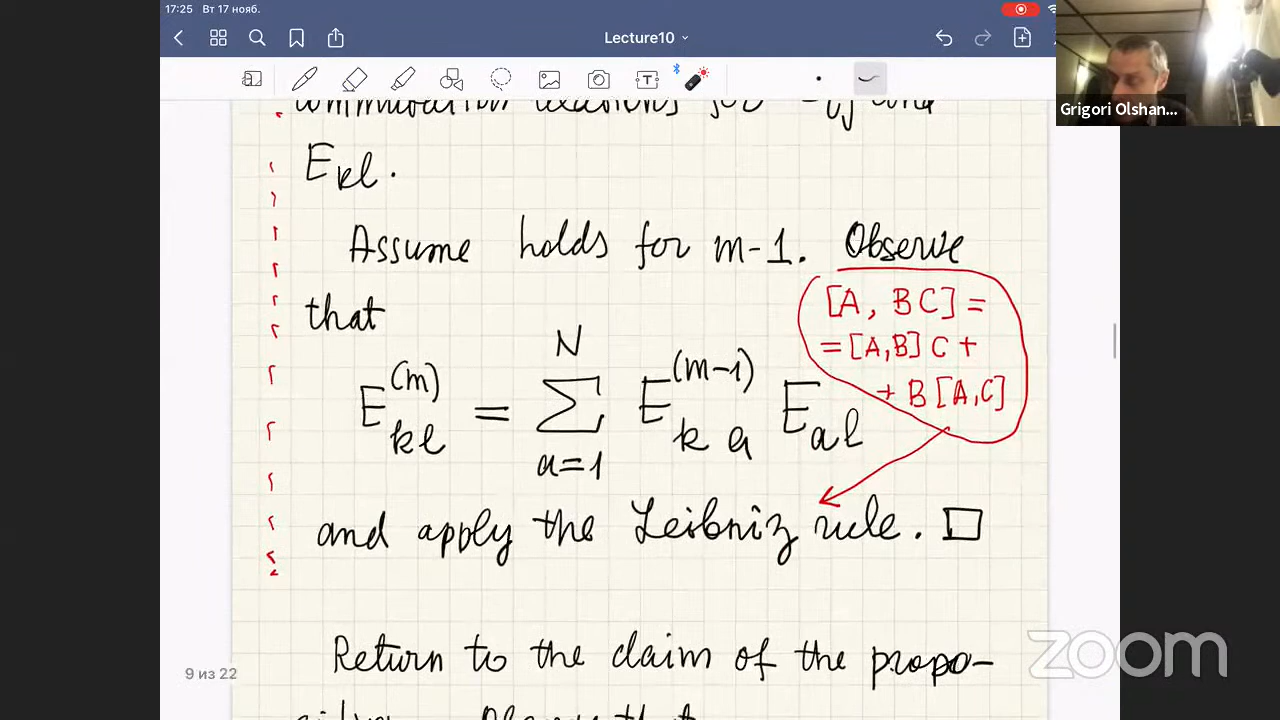 17:25 Вт 17 нояб.
Lecture10
Grigori Olshan...
Ekl.
Assume holds for m-1. Observe
that
[A, BC] =
= [A,B] C +
+ B [A,C]
E_{kl}^{(m)} = \sum_{a=1}^{N} E_{ka}^{(m-1)} E_{al}
and apply the Leibniz rule. □
Return to the claim of the propo-
9 из 22
zoom